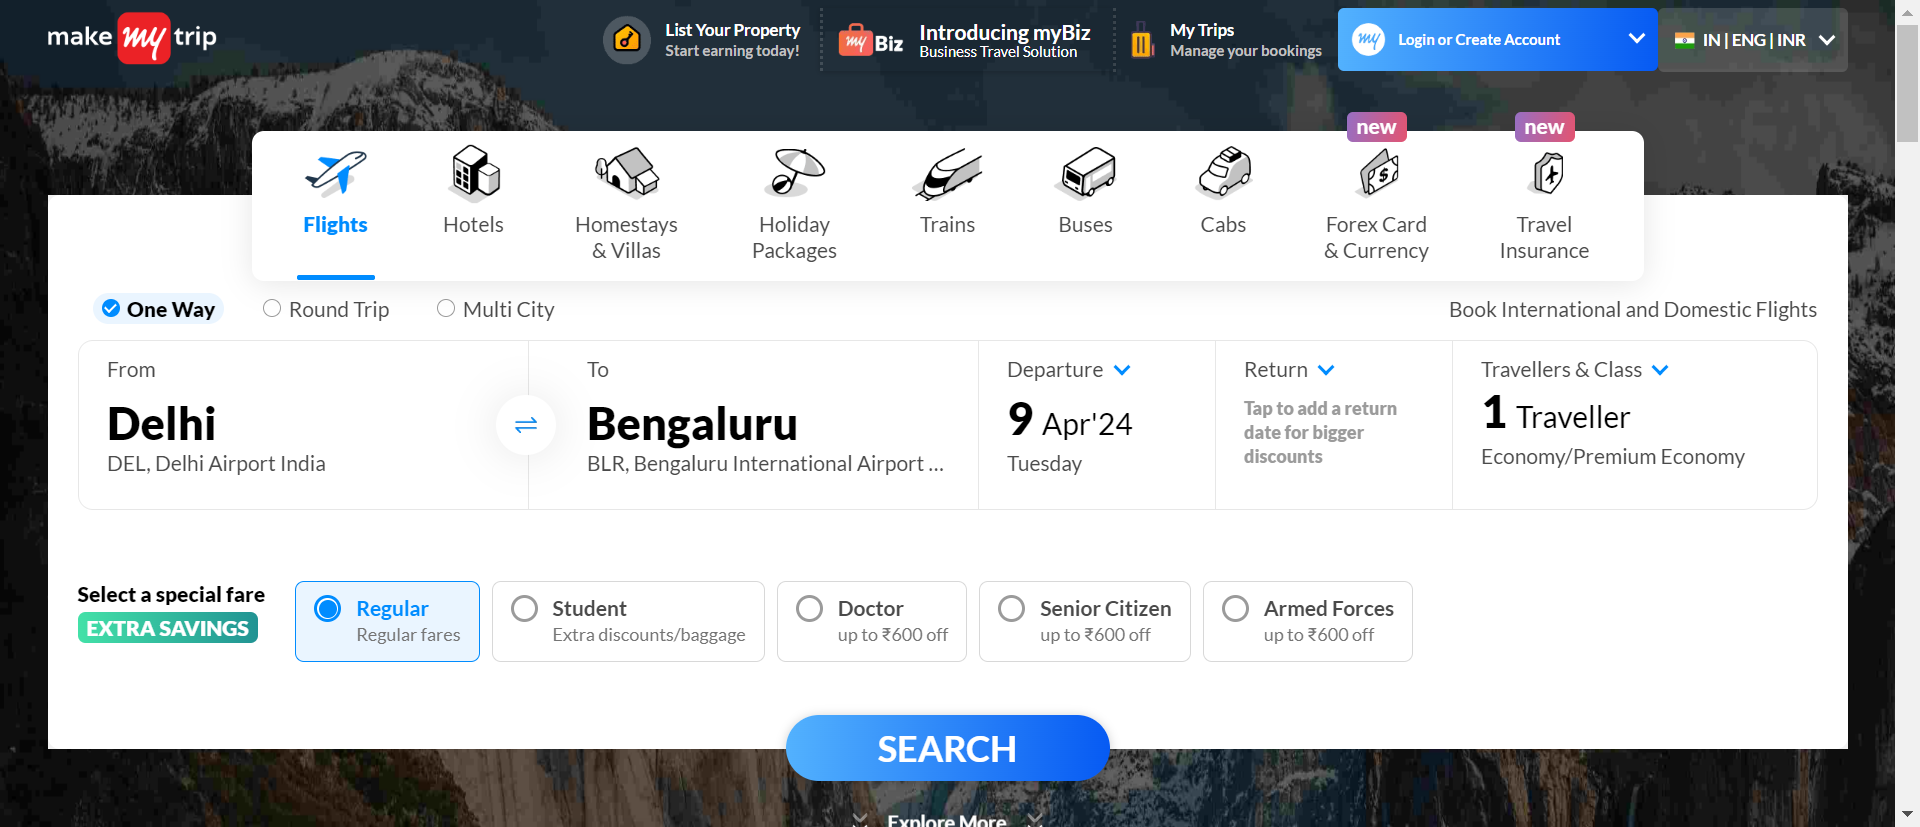 make my trip
List Your Property
Start earning today!
my Biz
Introducing myBiz
Business Travel Solution
My Trips
Manage your bookings
my
Login or Create Account
IN | ENG | INR
new
new
Flights
Hotels
Homestays
& Villas
Holiday
Packages
Trains
Buses
Cabs
Forex Card
& Currency
Travel
Insurance
One Way
Round Trip
Multi City
Book International and Domestic Flights
From
Delhi
DEL, Delhi Airport India
To
Bengaluru
BLR, Bengaluru International Airport ...
Departure
9 Apr'24
Tuesday
Return
Tap to add a return
date for bigger
discounts
Travellers & Class
1 Traveller
Economy/Premium Economy
Select a special fare
EXTRA SAVINGS
Regular
Regular fares
Student
Extra discounts/baggage
Doctor
up to ₹600 off
Senior Citizen
up to ₹600 off
Armed Forces
up to ₹600 off
SEARCH
Explore More